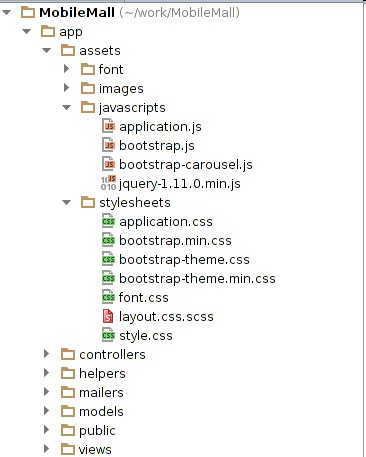 MobileMall (~/work/MobileMall)
app
assets
font
images
javascripts
application.js
bootstrap.js
bootstrap-carousel.js
jquery-1.11.0.min.js
stylesheets
application.css
bootstrap.min.css
bootstrap-theme.css
bootstrap-theme.min.css
font.css
layout.css.scss
style.css
controllers
helpers
mailers
models
public
views